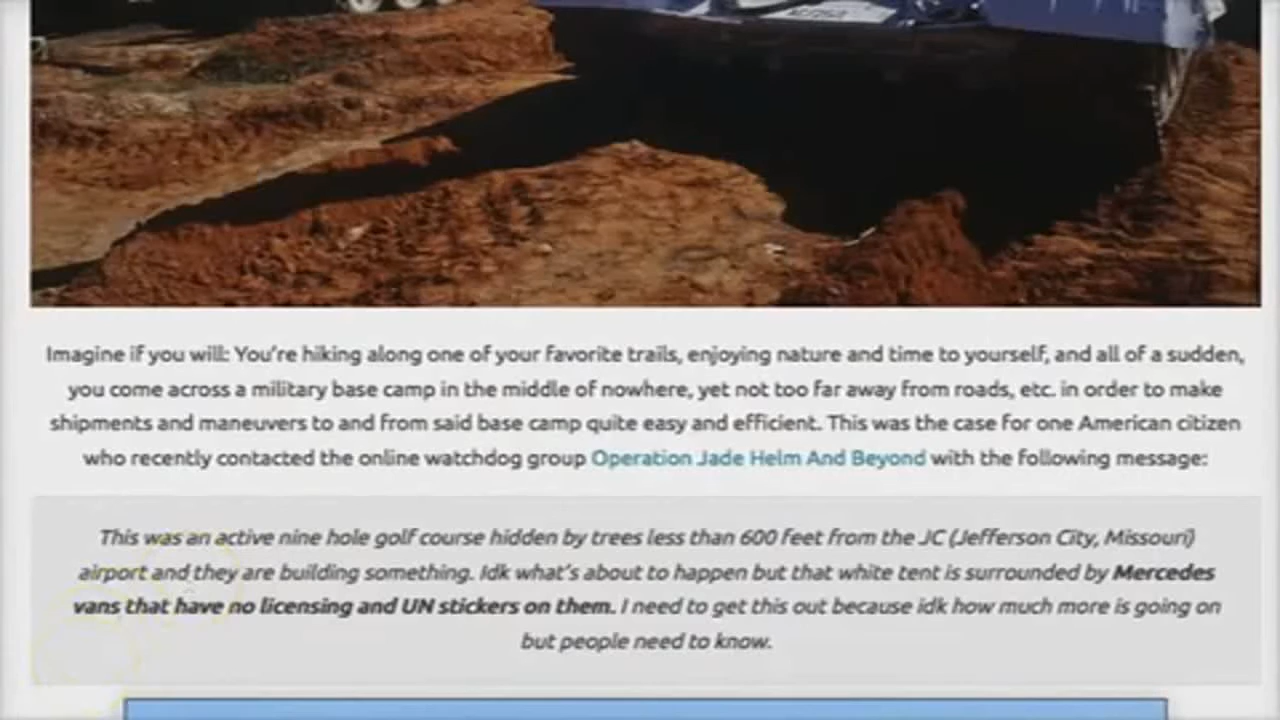 Imagine if you will: You're hiking along one of your favorite trails, enjoying nature and time to yourself, and all of a sudden,
you come across a military base camp in the middle of nowhere, yet not too far away from roads, etc. in order to make
shipments and maneuvers to and from said base camp quite easy and efficient. This was the case for one American citizen
who recently contacted the online watchdog group Operation Jade Helm And Beyond with the following message:
This was an active nine hole golf course hidden by trees less than 600 feet from the JC (Jefferson City, Missouri)
airport and they are building something. Idk what's about to happen but that white tent is surrounded by Mercedes
vans that have no licensing and UN stickers on them. I need to get this out because idk how much more is going on
but people need to know.